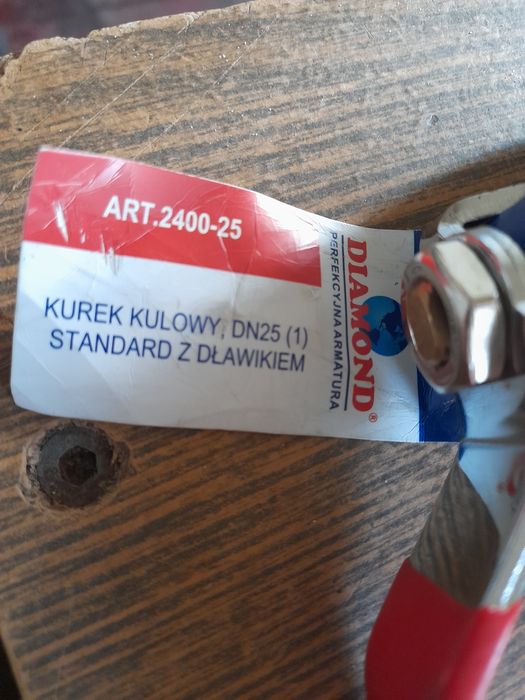 ART.2400-25
KUREK KULOWY, DN25 (1)
STANDARD Z DŁAWIKIEM
DIAMOND®
PERFEKCYJNA ARMATURA